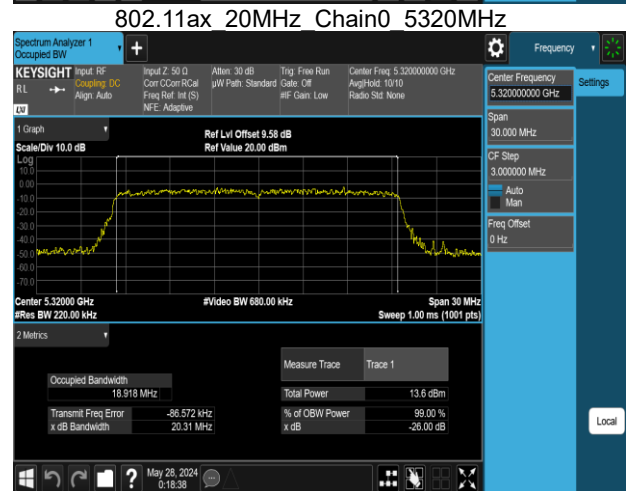 802.11ax_20MHz_Chain0_5320MHz
Spectrum Analyzer 1
Occupied BW
+
Frequency
KEYSIGHT
RL
LXI
Input: RF
Coupling: DC
Align: Auto
Input Z: 50 Ω
Corr CCorr RCal
Freq Ref: Int (S)
NFE: Adaptive
Atten: 30 dB
µW Path: Standard
Trig: Free Run
Gate: Off
#IF Gain: Low
Center Freq: 5.320000000 GHz
Avg|Hold: 10/10
Radio Std: None
Center Frequency
5.320000000 GHz
Settings
Span
30.000 MHz
CF Step
3.000000 MHz
Auto
Man
Freq Offset
0 Hz
1 Graph
Scale/Div 10.0 dB
Ref Lvl Offset 9.58 dB
Ref Value 20.00 dBm
Log
10.0
0.00
-10.0
-20.0
-30.0
-40.0
-50.0
-60.0
-70.0
Center 5.32000 GHz
#Res BW 220.00 kHz
#Video BW 680.00 kHz
Span 30 MHz
Sweep 1.00 ms (1001 pts)
2 Metrics
Measure Trace Trace 1
Occupied Bandwidth
18.918 MHz
Total Power 13.6 dBm
Transmit Freq Error -86.572 kHz
% of OBW Power 99.00 %
x dB Bandwidth 20.31 MHz
x dB -26.00 dB
Local
?
May 28, 2024
0:18:38